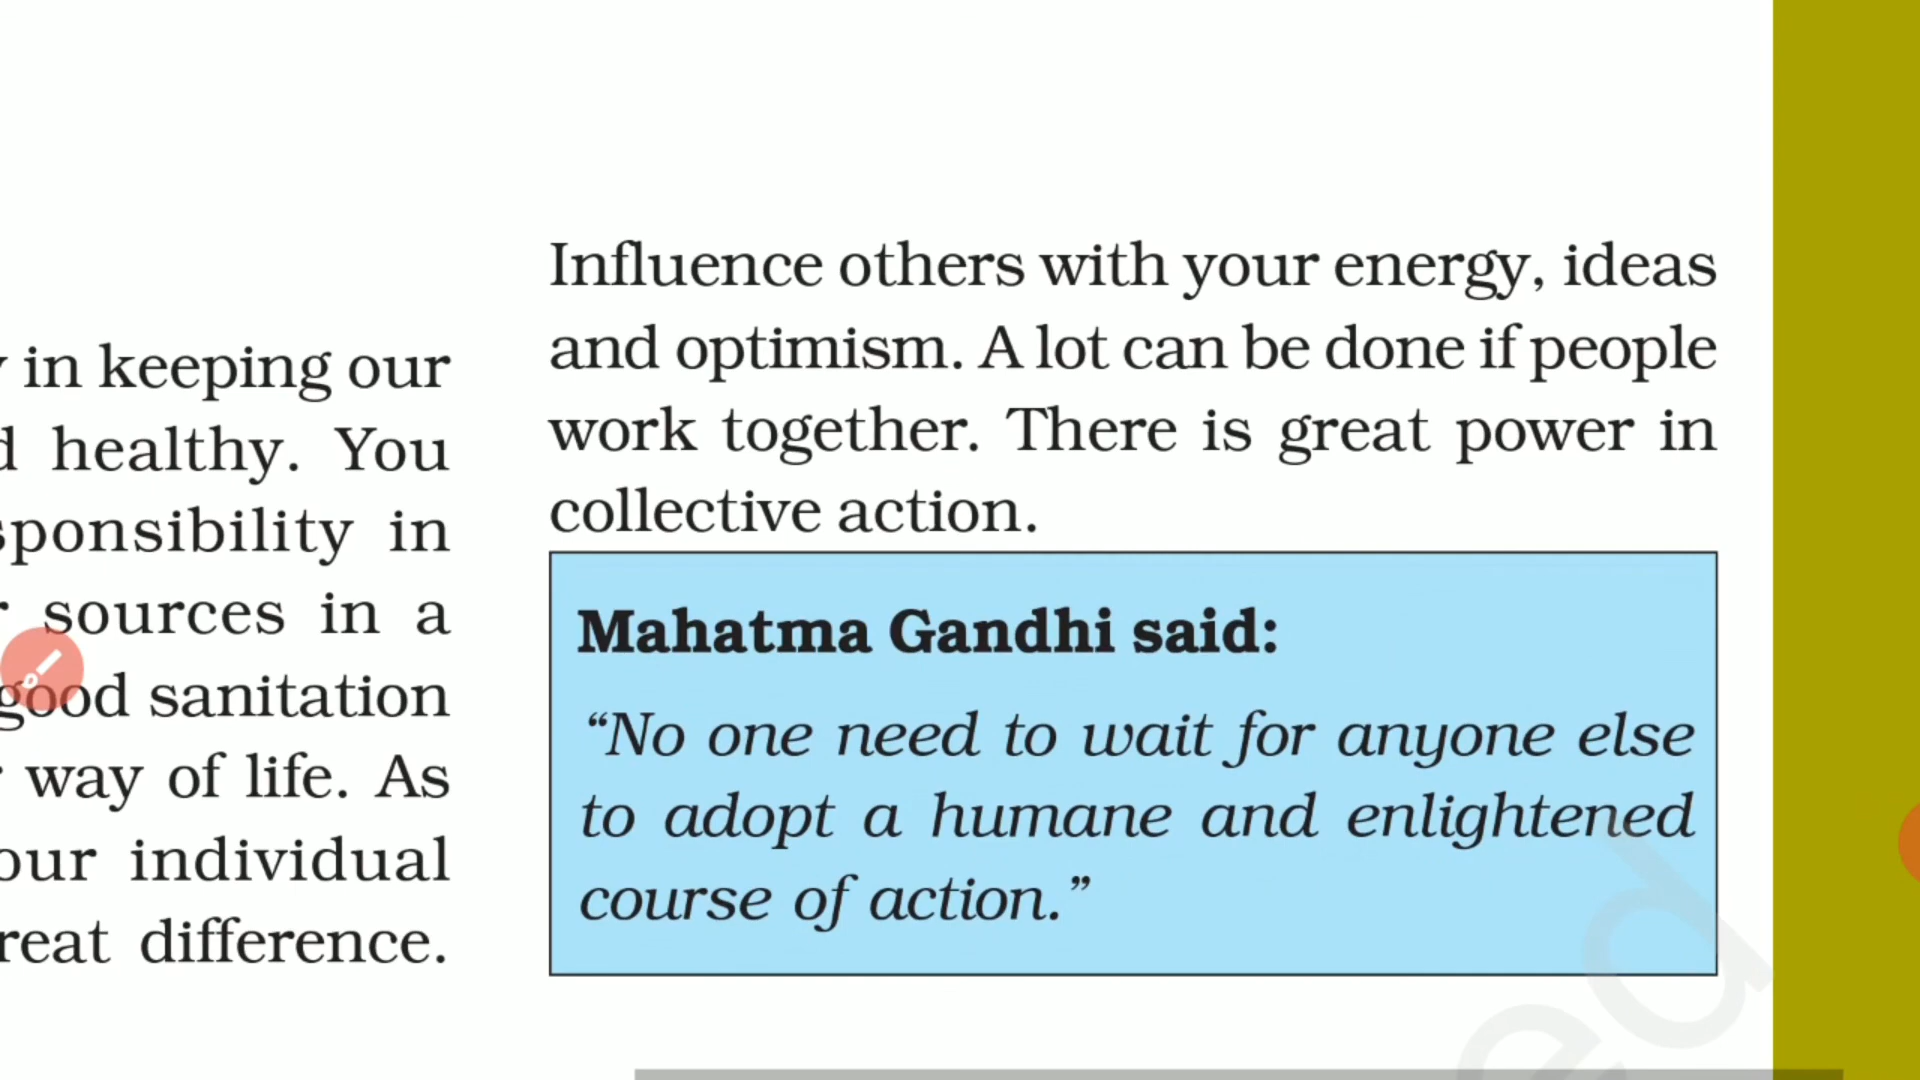 in keeping our
healthy. You
sponsibility in
sources in a
good sanitation
way of life. As
our individual
reat difference.
Influence others with your energy, ideas
and optimism. A lot can be done if people
work together. There is great power in
collective action.
Mahatma Gandhi said:
“No one need to wait for anyone else
to adopt a humane and enlightened
course of action.”
ed